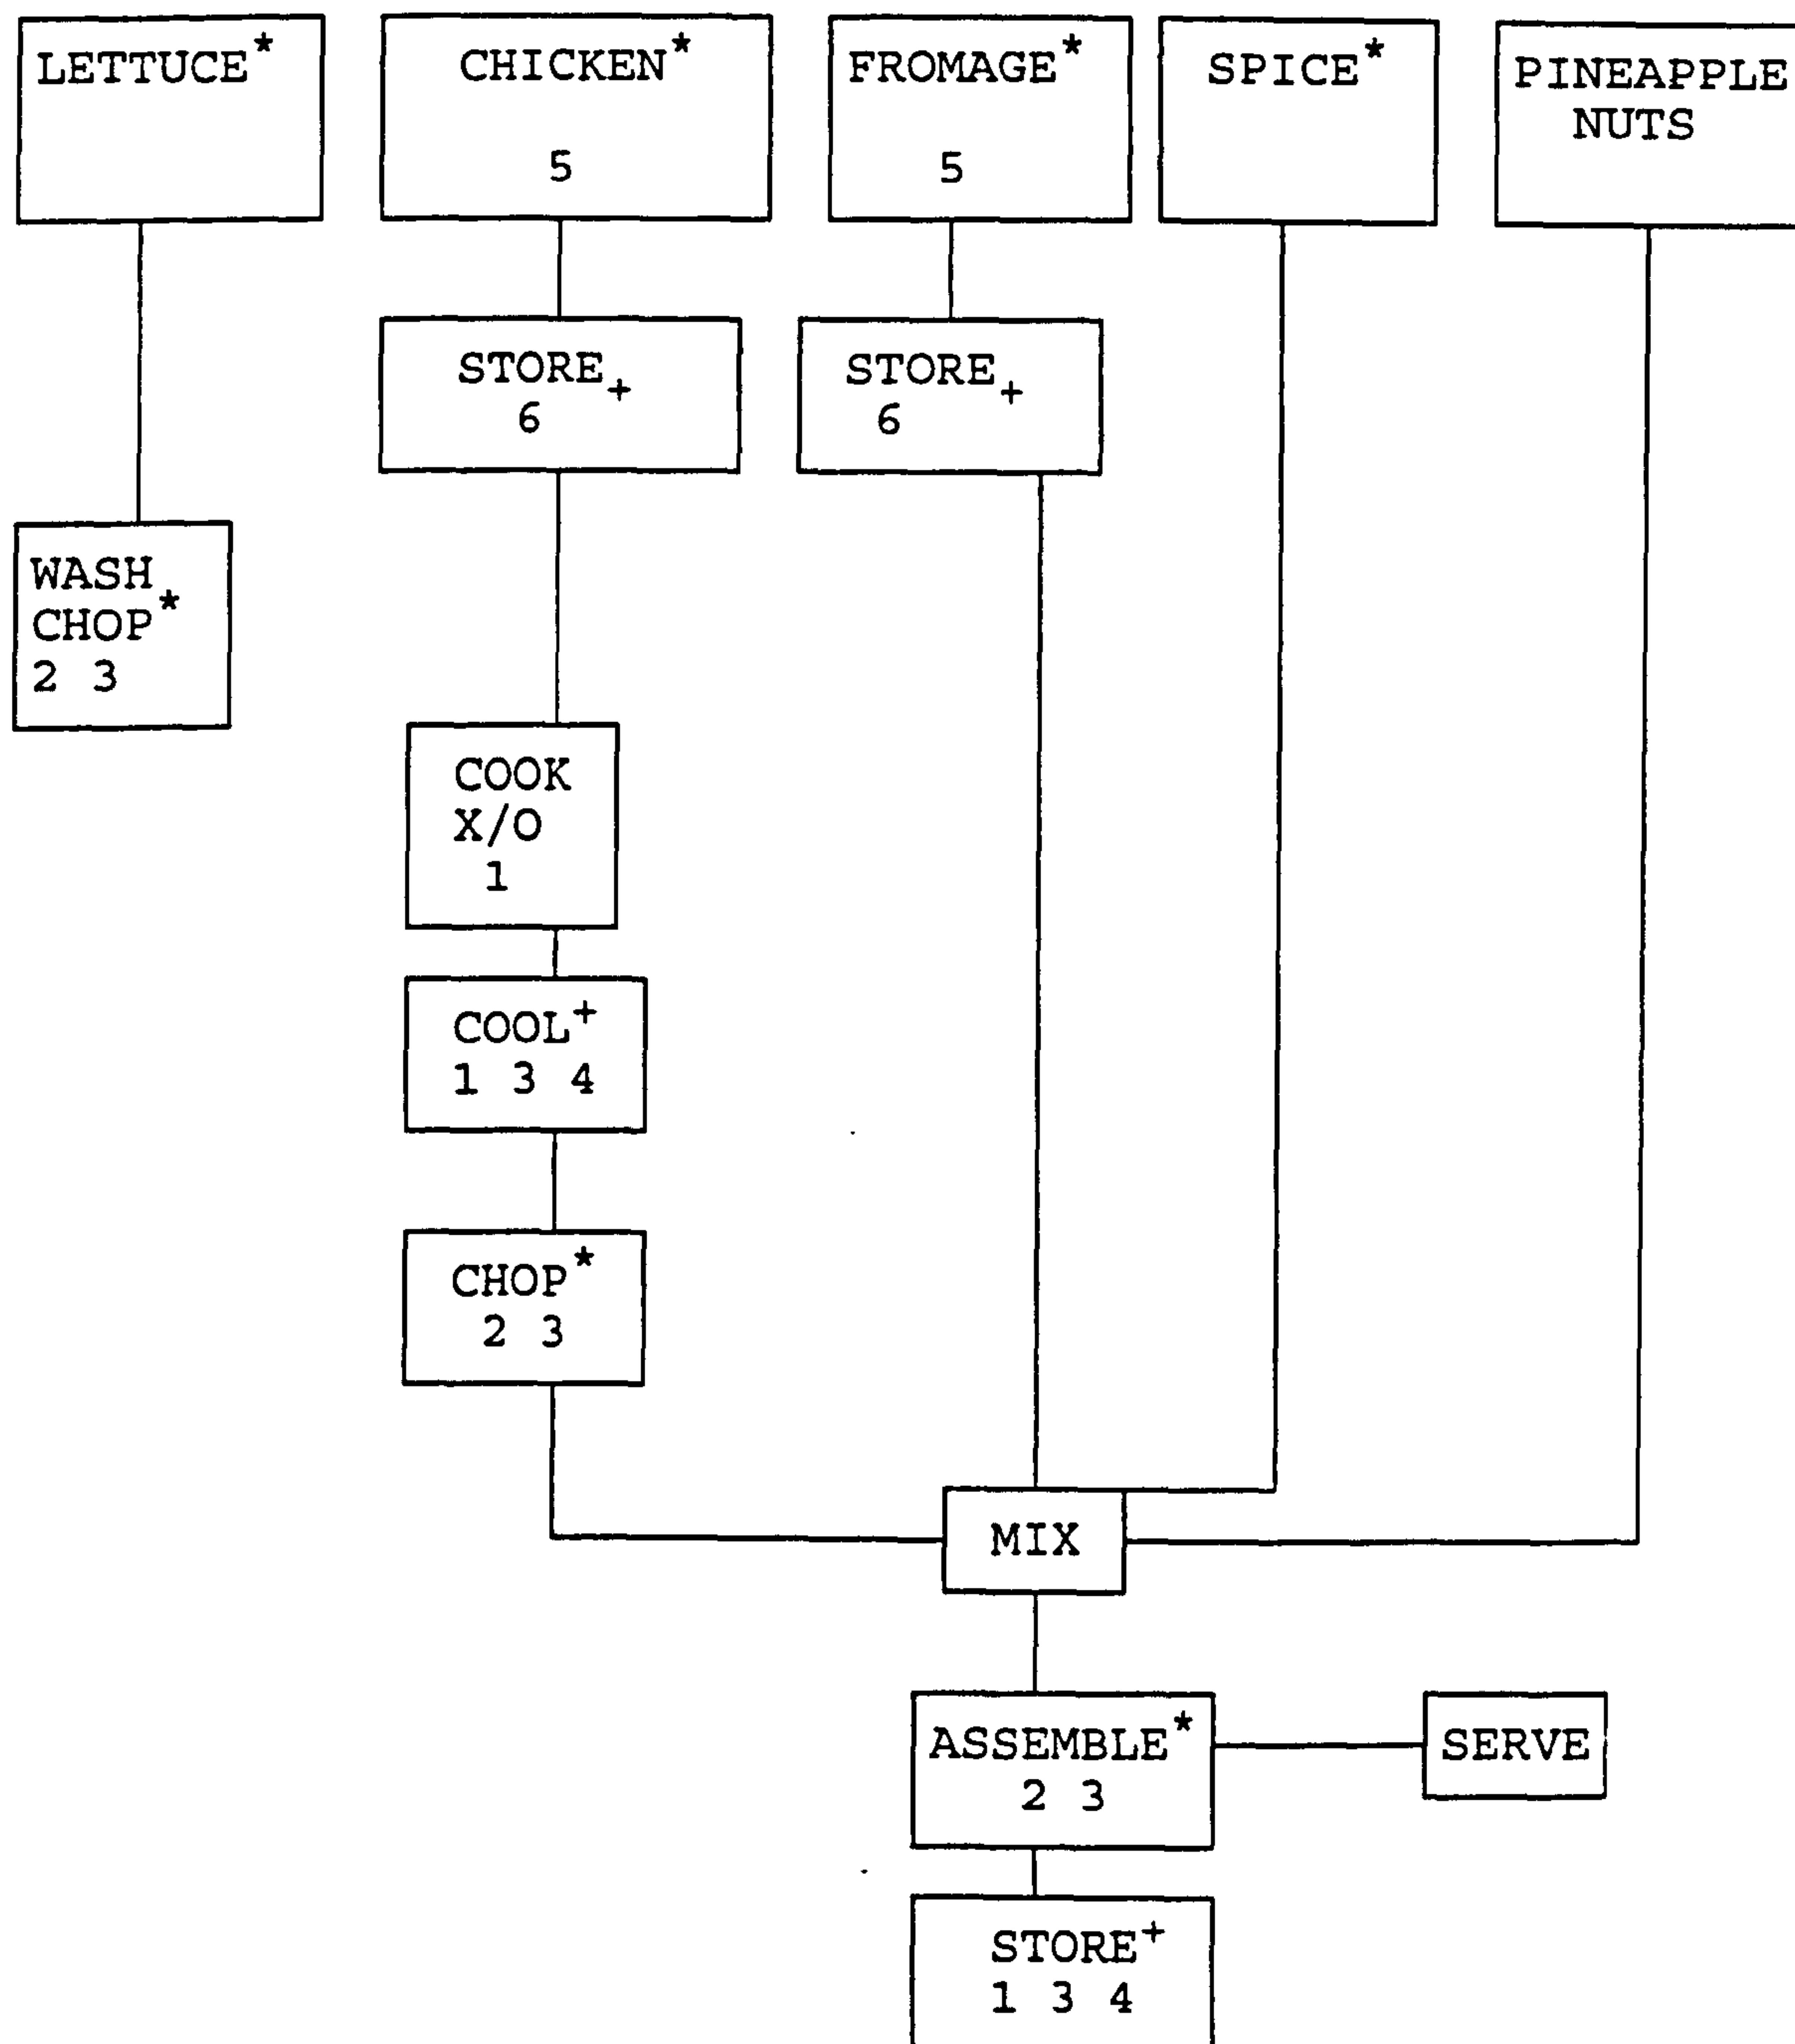 LETTUCE*
CHICKEN*
5
FROMAGE*
5
SPICE*
PINEAPPLE
NUTS
STORE+
6
STORE+
6
WASH
CHOP*
2 3
COOK
X/O
1
COOL+
1 3 4
CHOP*
2 3
MIX
ASSEMBLE*
2 3
SERVE
STORE+
1 3 4